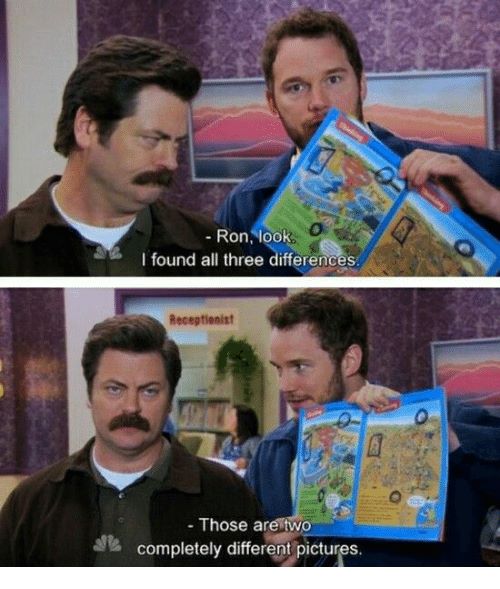 - Ron, look.
I found all three differences.
Receptionist
- Those are two
completely different pictures.